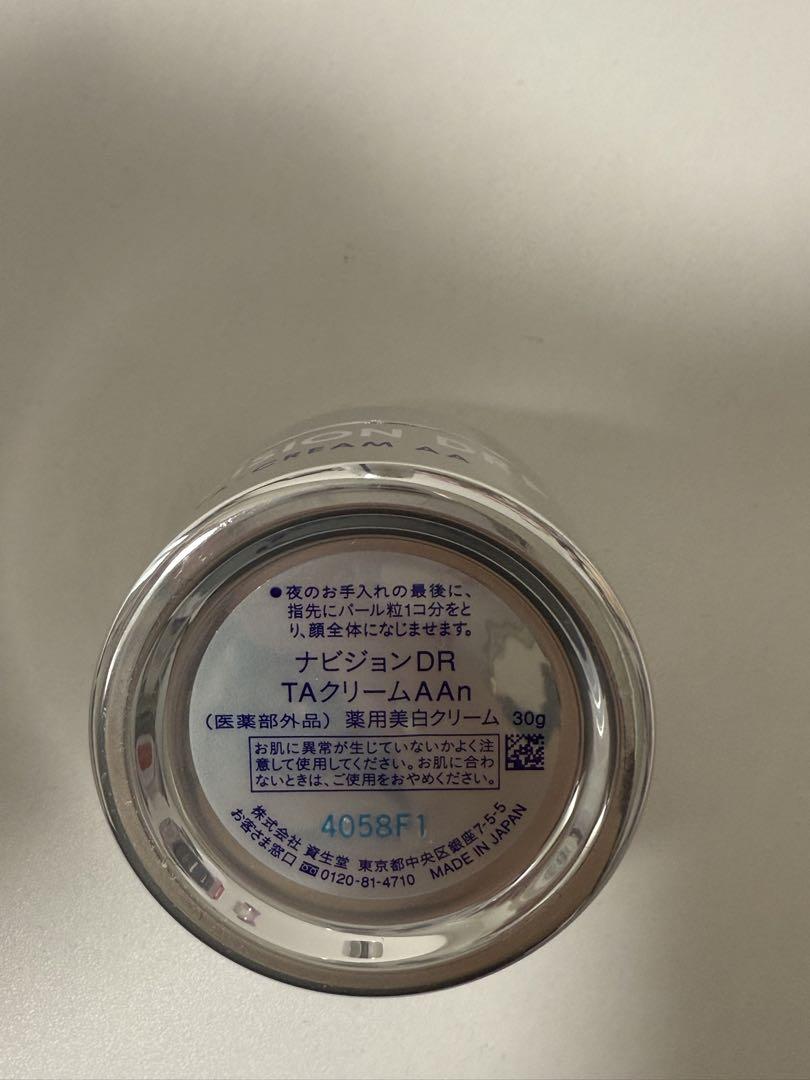 CREAM AA
●夜のお手入れの最後に、
指先にパール粒1コ分をと
り、顔全体になじませます。
ナビジョンDR
TAクリームAAn
（医薬部外品）薬用美白クリーム 30g
お肌に異常が生じていないかよく注
意して使用してください。お肌に合わ
ないときは、ご使用をおやめください。
4058F1
株式会社 資生堂 東京都中央区銀座7-5-5
お客さま窓口 0120-81-4710 MADE IN JAPAN